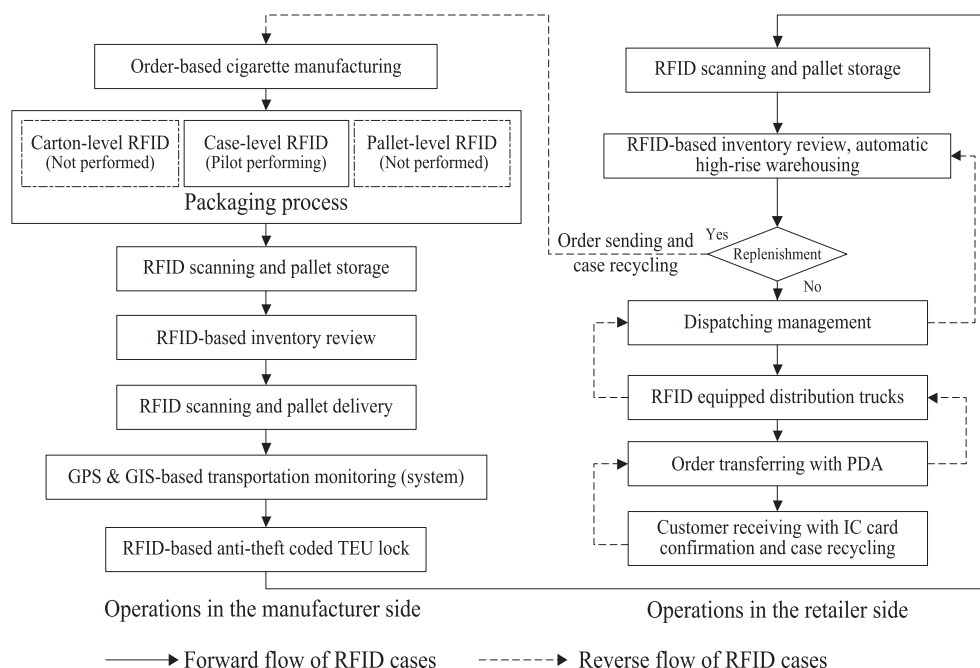 Order-based cigarette manufacturing
Carton-level RFID
(Not performed)
Case-level RFID
(Pilot performing)
Pallet-level RFID
(Not performed)
Packaging process
RFID scanning and pallet storage
RFID-based inventory review
RFID scanning and pallet delivery
GPS & GIS-based transportation monitoring (system)
RFID-based anti-theft coded TEU lock
Operations in the manufacturer side
RFID scanning and pallet storage
RFID-based inventory review, automatic
high-rise warehousing
Order sending and
case recycling
Yes
Replenishment
No
Dispatching management
RFID equipped distribution trucks
Order transferring with PDA
Customer receiving with IC card
confirmation and case recycling
Operations in the retailer side
Forward flow of RFID cases
Reverse flow of RFID cases